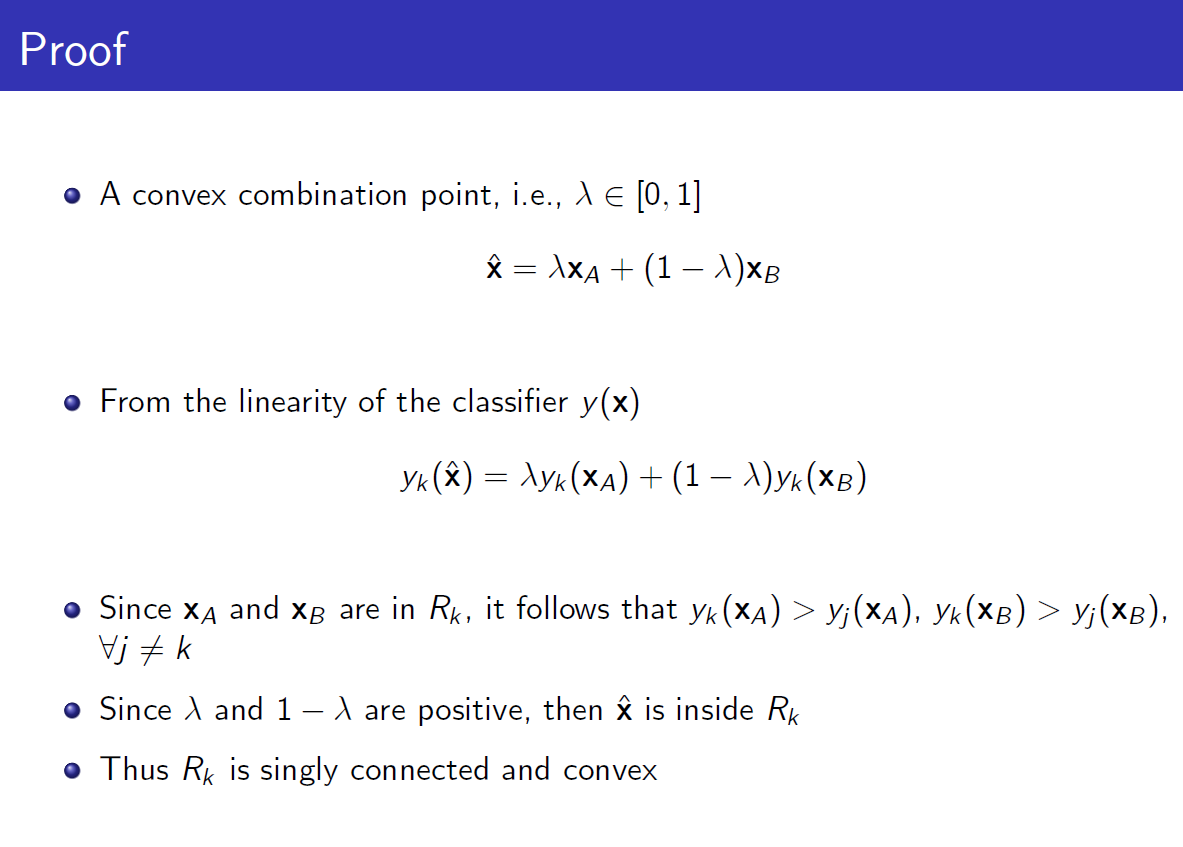 Proof
A convex combination point, i.e., λ ∈ [0, 1]
x̂ = λx_A + (1 − λ)x_B
From the linearity of the classifier y(x)
y_k(x̂) = λy_k(x_A) + (1 − λ)y_k(x_B)
Since x_A and x_B are in R_k, it follows that y_k(x_A) > y_j(x_A), y_k(x_B) > y_j(x_B),
∀j ≠ k
Since λ and 1 − λ are positive, then x̂ is inside R_k
Thus R_k is singly connected and convex